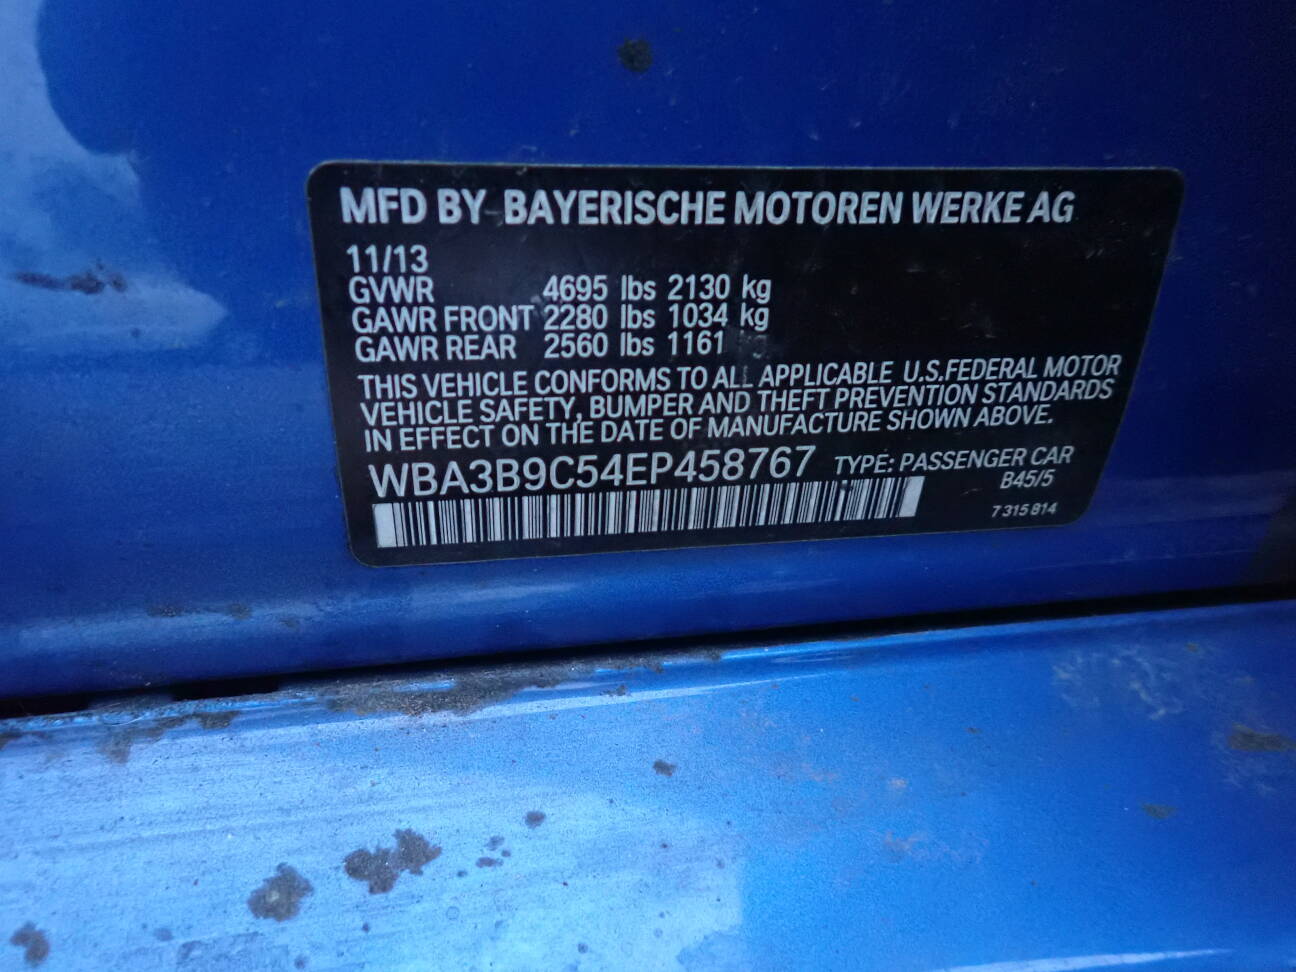 MFD BY BAYERISCHE MOTOREN WERKE AG
11/13
GVWR 4695 lbs 2130 kg
GAWR FRONT 2280 lbs 1034 kg
GAWR REAR 2560 lbs 1161 kg
THIS VEHICLE CONFORMS TO ALL APPLICABLE U.S.FEDERAL MOTOR
VEHICLE SAFETY, BUMPER AND THEFT PREVENTION STANDARDS
IN EFFECT ON THE DATE OF MANUFACTURE SHOWN ABOVE.
WBA3B9C54EP458767 TYPE: PASSENGER CAR
B45/5
7 315 814